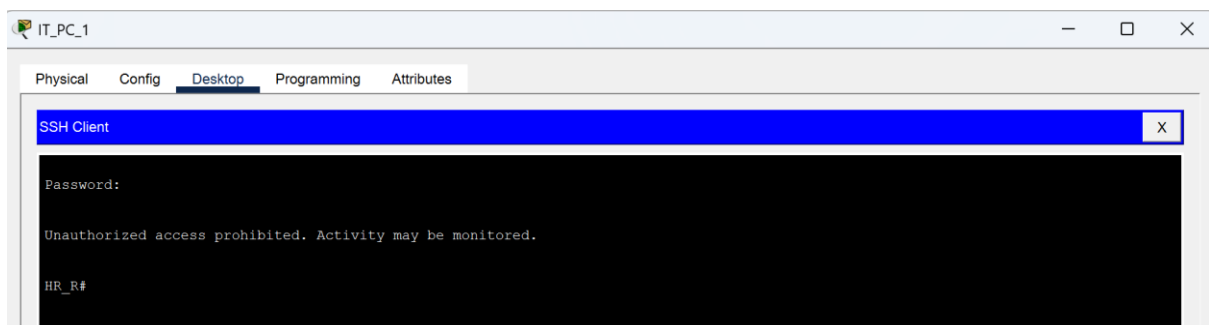 IT_PC_1
Physical Config Desktop Programming Attributes
SSH Client X
Password:
Unauthorized access prohibited. Activity may be monitored.
HR_R#